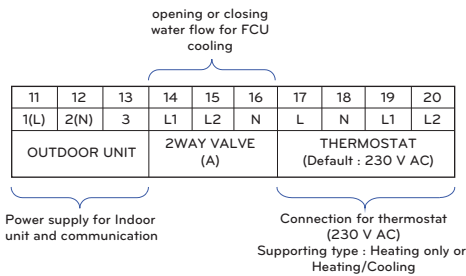 opening or closing
water flow for FCU
cooling
11 12 13 14 15 16 17 18 19 20
1(L) 2(N) 3 L1 L2 N L N L1 L2
OUTDOOR UNIT
2WAY VALVE
(A)
THERMOSTAT
(Default : 230 V AC)
Power supply for Indoor
unit and communication
Connection for thermostat
(230 V AC)
Supporting type : Heating only or
Heating/Cooling